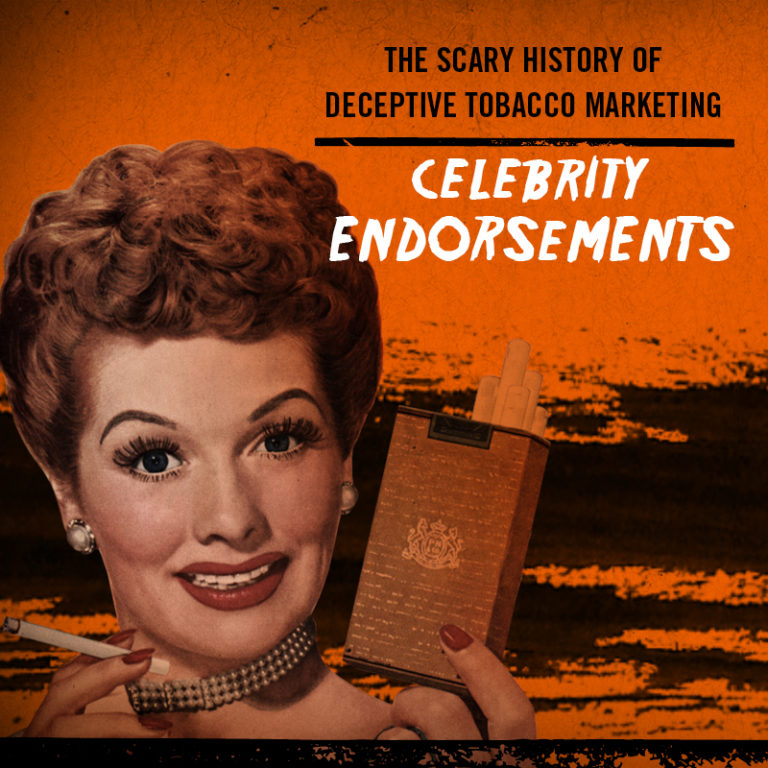 THE SCARY HISTORY OF
DECEPTIVE TOBACCO MARKETING
CELEBRITY
ENDORSEMENTS